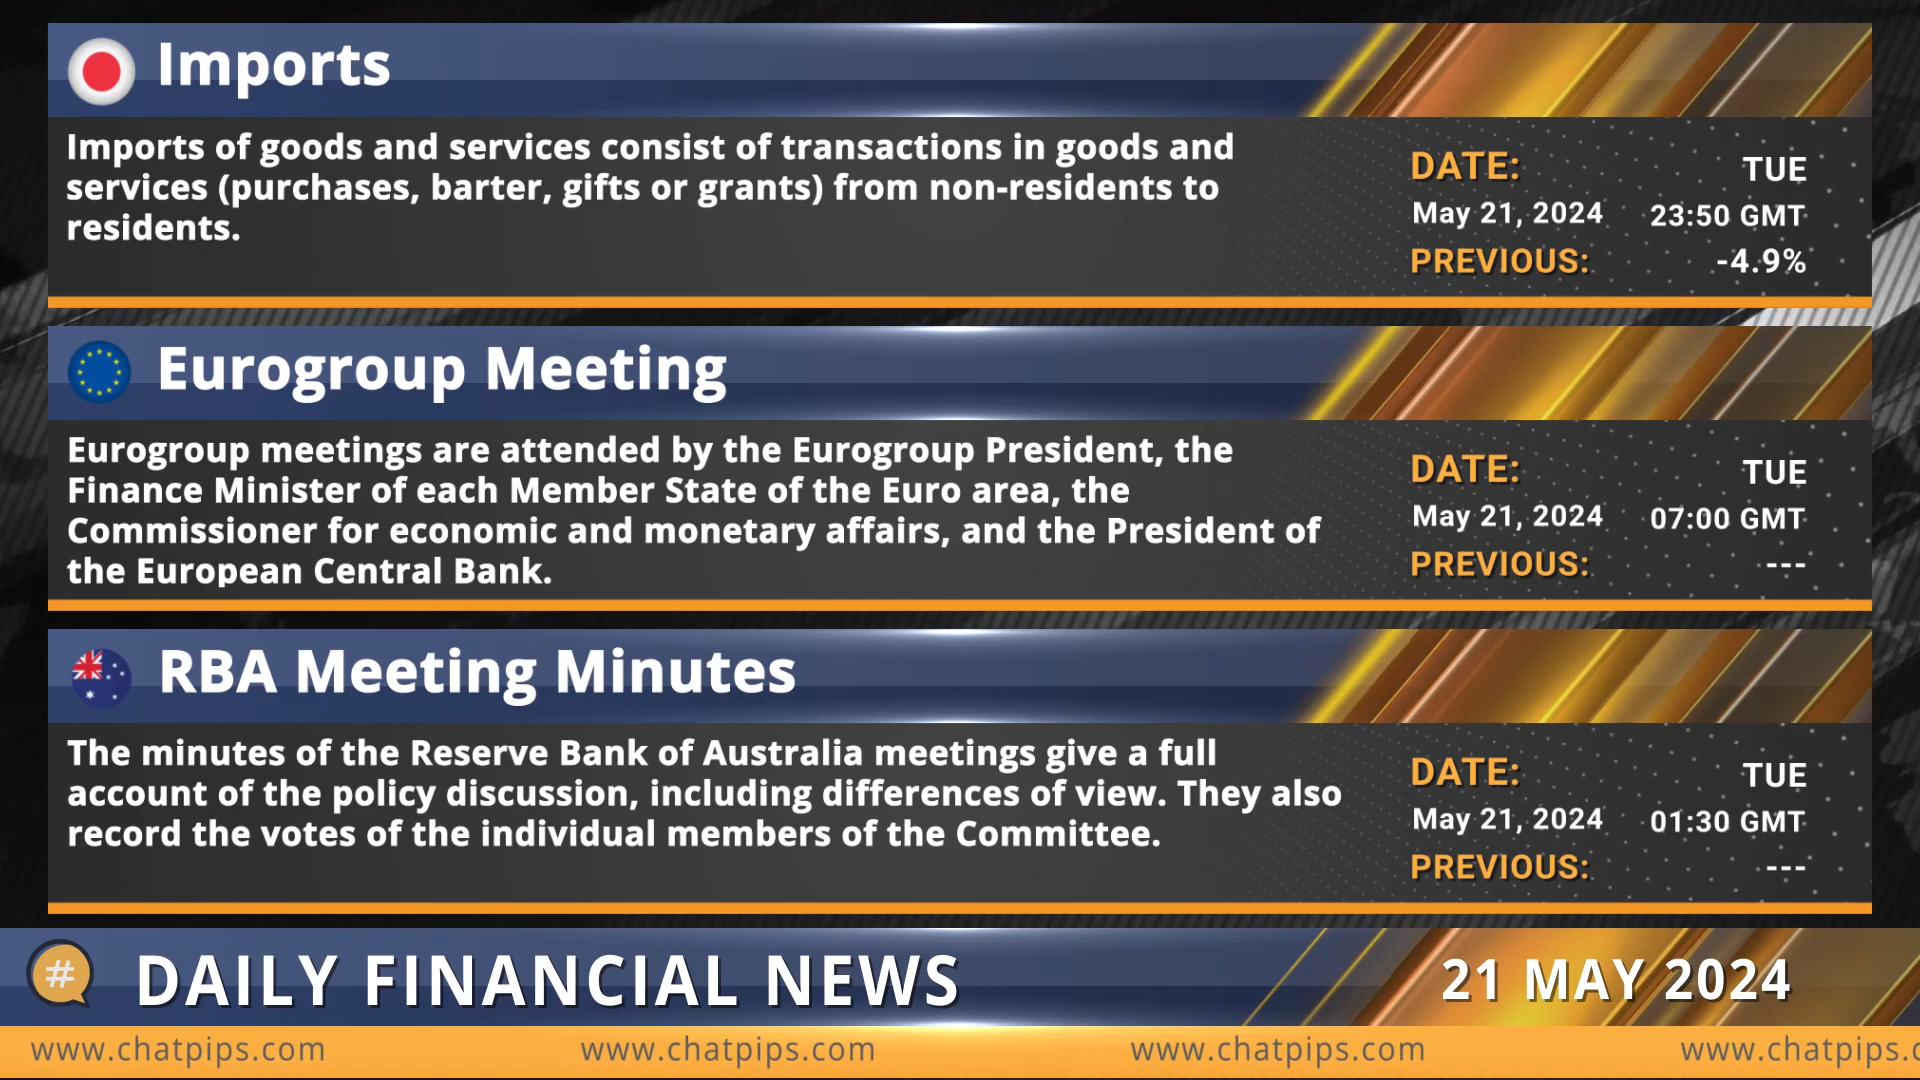 Imports
Imports of goods and services consist of transactions in goods and
services (purchases, barter, gifts or grants) from non-residents to
residents.
DATE: TUE
May 21, 2024 23:50 GMT
PREVIOUS: -4.9%
Eurogroup Meeting
Eurogroup meetings are attended by the Eurogroup President, the
Finance Minister of each Member State of the Euro area, the
Commissioner for economic and monetary affairs, and the President of
the European Central Bank.
DATE: TUE
May 21, 2024 07:00 GMT
PREVIOUS: ---
RBA Meeting Minutes
The minutes of the Reserve Bank of Australia meetings give a full
account of the policy discussion, including differences of view. They also
record the votes of the individual members of the Committee.
DATE: TUE
May 21, 2024 01:30 GMT
PREVIOUS: ---
# DAILY FINANCIAL NEWS 21 MAY 2024
www.chatpips.com www.chatpips.com www.chatpips.com www.chatpips.c